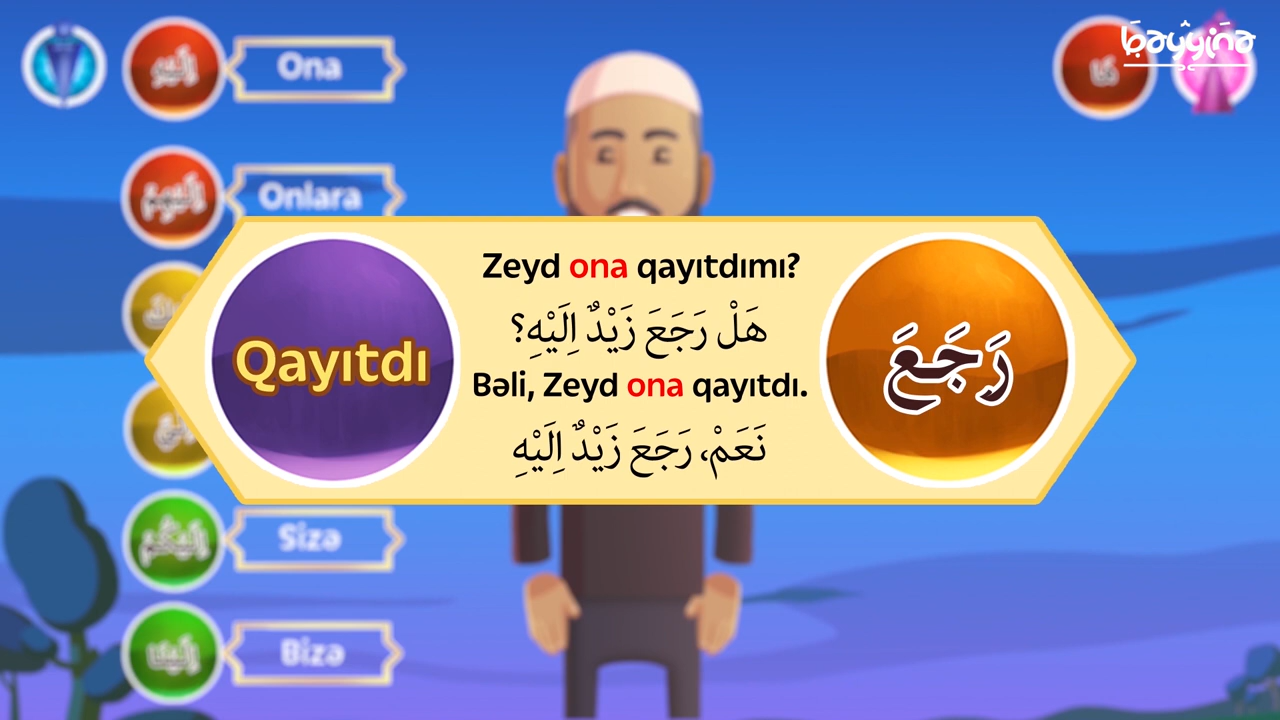 bayyina
إِلَيْهِ
Ona
كَا
إِلَيْهِمْ
Onlara
Zeyd ona qayıtdımı?
هَلْ رَجَعَ زَيْدٌ اِلَيْهِ؟
Bəli, Zeyd ona qayıtdı.
نَعَمْ، رَجَعَ زَيْدٌ اِلَيْهِ
Qayıtdı
رَجَعَ
إِلَيْكُمْ
Sizə
إِلَيْنَا
Bizə